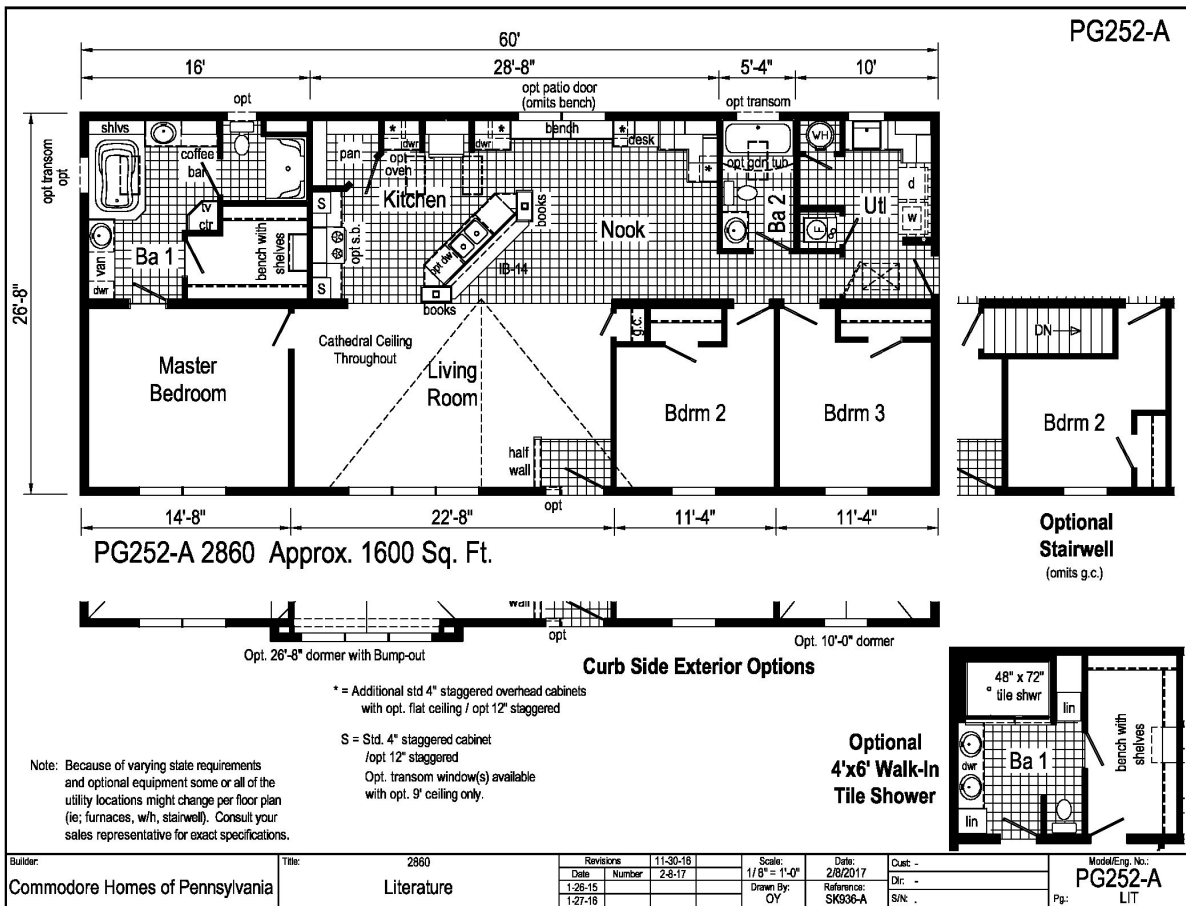 PG252-A
60'
16'
28'-8"
5'-4"
10'
opt
opt patio door
(omits bench)
opt transom
26'-8"
opt transom
opt
shlvs
coffee
bar
pan
*
dwr
opt
oven
*
dwr
bench
*
desk
*
opt gdn tub
WH
d
w
Utl
F
Kitchen
tv
ctr
S
opt s.b.
S
books
opt dw
IB-14
books
Nook
Ba 2
van
dwr
Ba 1
bench with
shelves
Master
Bedroom
Cathedral Ceiling
Throughout
Living
Room
g.c.
Bdrm 2
Bdrm 3
half
wall
opt
DN
Bdrm 2
14'-8"
22'-8"
11'-4"
11'-4"
Optional
Stairwell
(omits g.c.)
PG252-A 2860 Approx. 1600 Sq. Ft.
wall
opt
Opt. 26'-8" dormer with Bump-out
Opt. 10'-0" dormer
Curb Side Exterior Options
* = Additional std 4" staggered overhead cabinets
with opt. flat ceiling / opt 12" staggered
S = Std. 4" staggered cabinet
/opt 12" staggered
Opt. transom window(s) available
with opt. 9' ceiling only.
Note: Because of varying state requirements
and optional equipment some or all of the
utility locations might change per floor plan
(ie; furnaces, w/h, stairwell). Consult your
sales representative for exact specifications.
Optional
4'x6' Walk-In
Tile Shower
48" x 72"
tile shwr
lin
dwr
Ba 1
lin
bench with
shelves
Builder:
Commodore Homes of Pennsylvania
Title:
2860
Literature
Revisions
11-30-16
Date
Number
2-8-17
1-26-15
1-27-16
Scale:
1/8" = 1'-0"
Drawn By:
OY
Date:
2/8/2017
Reference:
SK936-A
Cust: -
Dlr: -
S/N: .
Model/Eng. No.:
PG252-A
Pg.: LIT